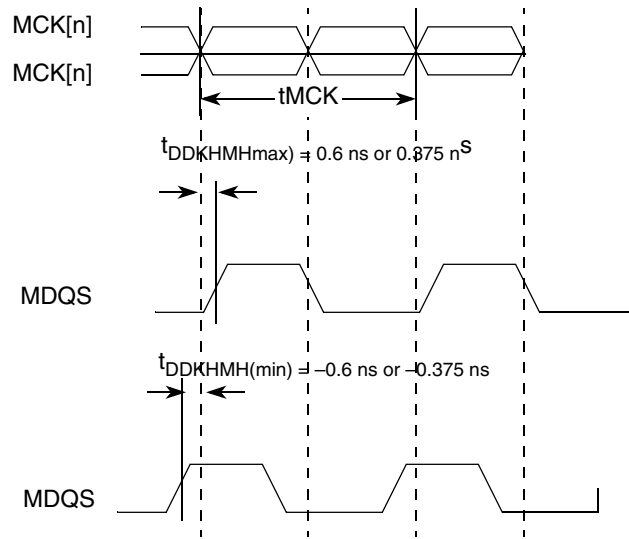 MCK[n]
MCK[n]
tMCK
tDDKHMHmax) = 0.6 ns or 0.375 ns
MDQS
tDDKHMH(min) = –0.6 ns or –0.375 ns
MDQS